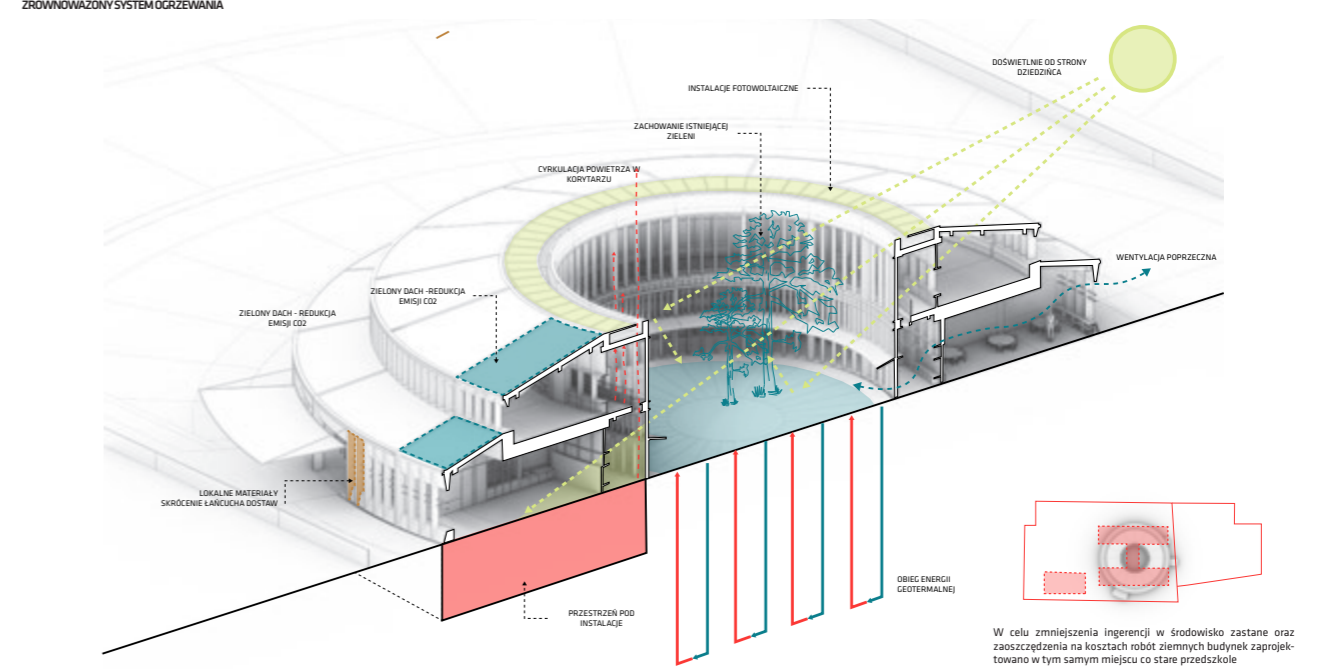 ZRÓWNOWAŻONY SYSTEM OGRZEWANIA
DOŚWIETLNIE OD STRONY
DZIEDZIŃCA
INSTALACJE FOTOWOLTAICZNE
ZACHOWANIE ISTNIEJĄCEJ
ZIELENI
CYRKULACJA POWIETRZA W
KORYTARZU
WENTYLACJA POPRZECZNA
ZIELONY DACH -REDUKCJA
EMISJI CO2
ZIELONY DACH - REDUKCJA
EMISJI CO2
LOKALNE MATERIAŁY
SKRÓCENIE ŁAŃCUCHA DOSTAW
OBIEG ENERGII
GEOTERMALNEJ
PRZESTRZEŃ POD
INSTALACJE
W celu zmniejszenia ingerencji w środowisko zastane oraz
zaoszczędzenia na kosztach robót ziemnych budynek zaprojek-
towano w tym samym miejscu co stare przedszkole